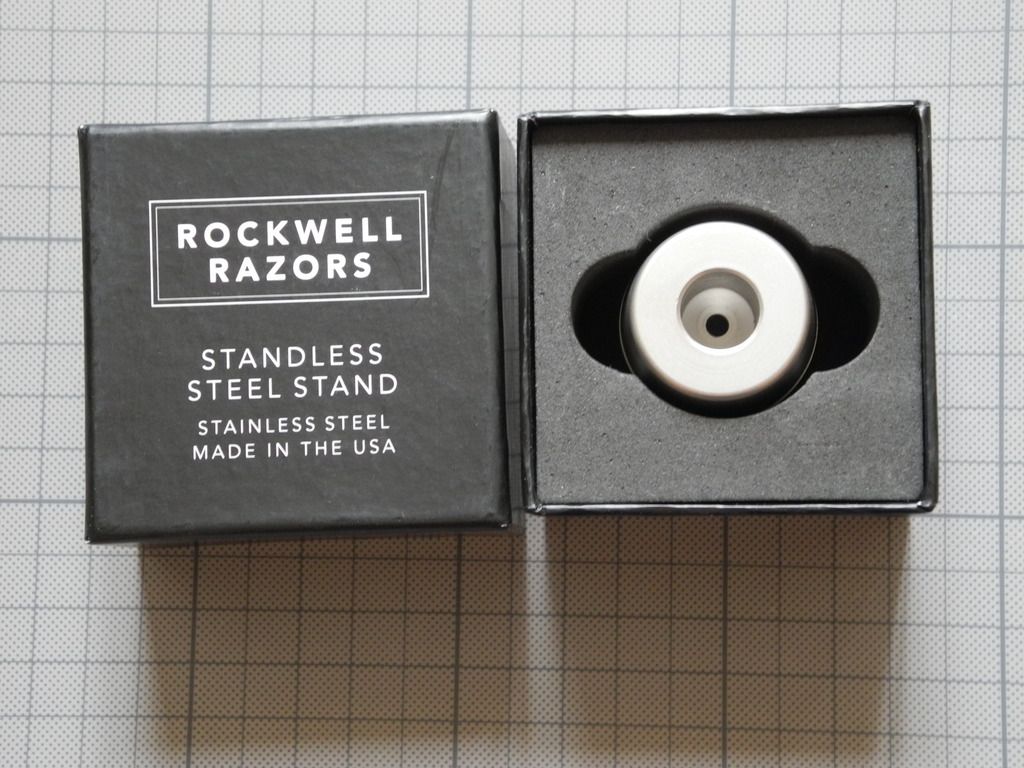 ROCKWELL
RAZORS
STANDLESS
STEEL STAND
STAINLESS STEEL
MADE IN THE USA